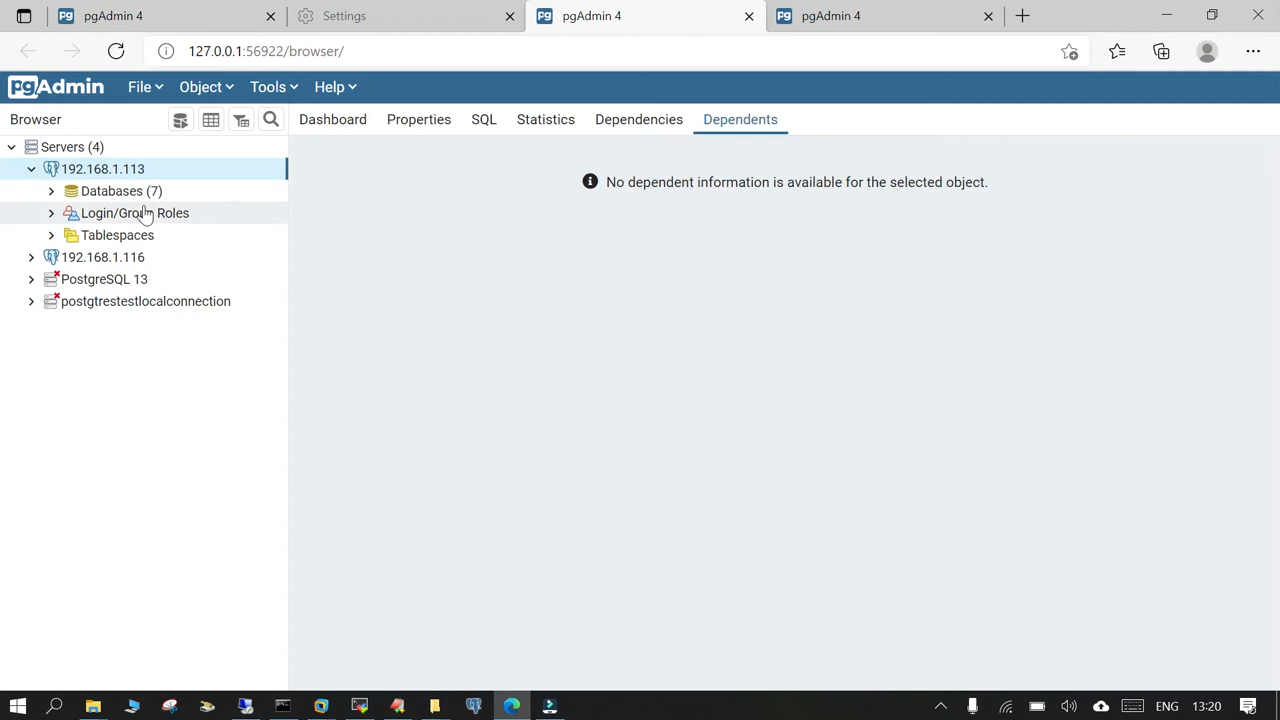 pgAdmin 4
Settings
pgAdmin 4
pgAdmin 4
127.0.0.1:56922/browser/
pgAdmin File Object Tools Help
Browser
Dashboard Properties SQL Statistics Dependencies Dependents
Servers (4)
192.168.1.113
Databases (7)
Login/Group Roles
Tablespaces
192.168.1.116
PostgreSQL 13
postgtrestestlocalconnection
No dependent information is available for the selected object.
ENG 13:20